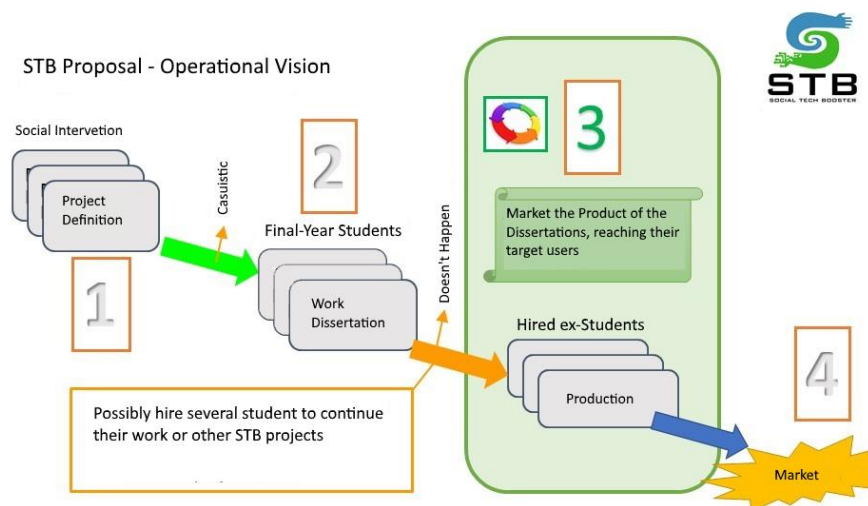 STB Proposal - Operational Vision
STB
SOCIAL TECH BOOSTER
Social Intervetion
Project
Definition
1
Casuistic
2
Final-Year Students
Work
Dissertation
Doesn't Happen
Possibly hire several student to continue
their work or other STB projects
3
Market the Product of the
Dissertations, reaching their
target users
Hired ex-Students
Production
4
Market